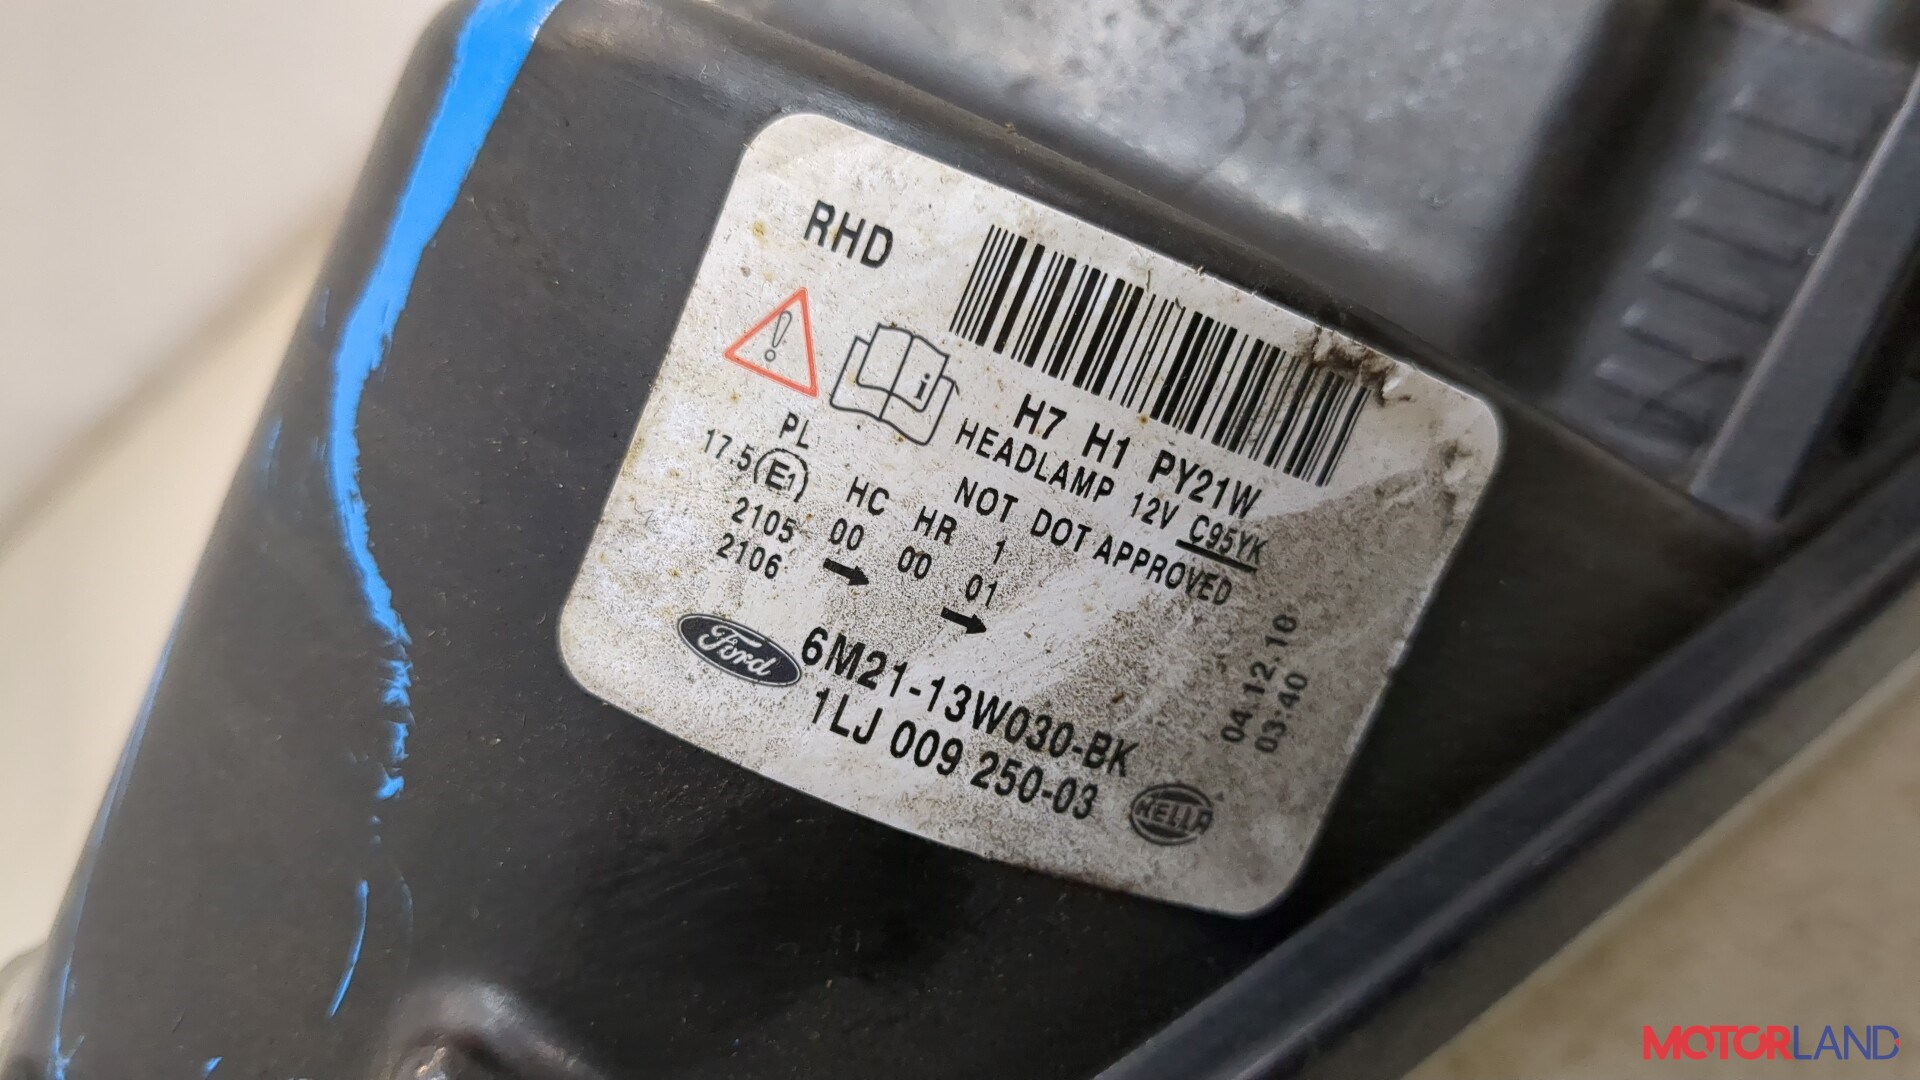 RHD
H7 H1 PY21W
HEADLAMP 12V C95YK
NOT DOT APPROVED
PL
17.5 E1 HC HR 1
2105 00 00 01
2106
Ford 6M21-13W030-BK
1LJ 009 250-03
HELLA
04.12.10
03:40
MOTORLAND